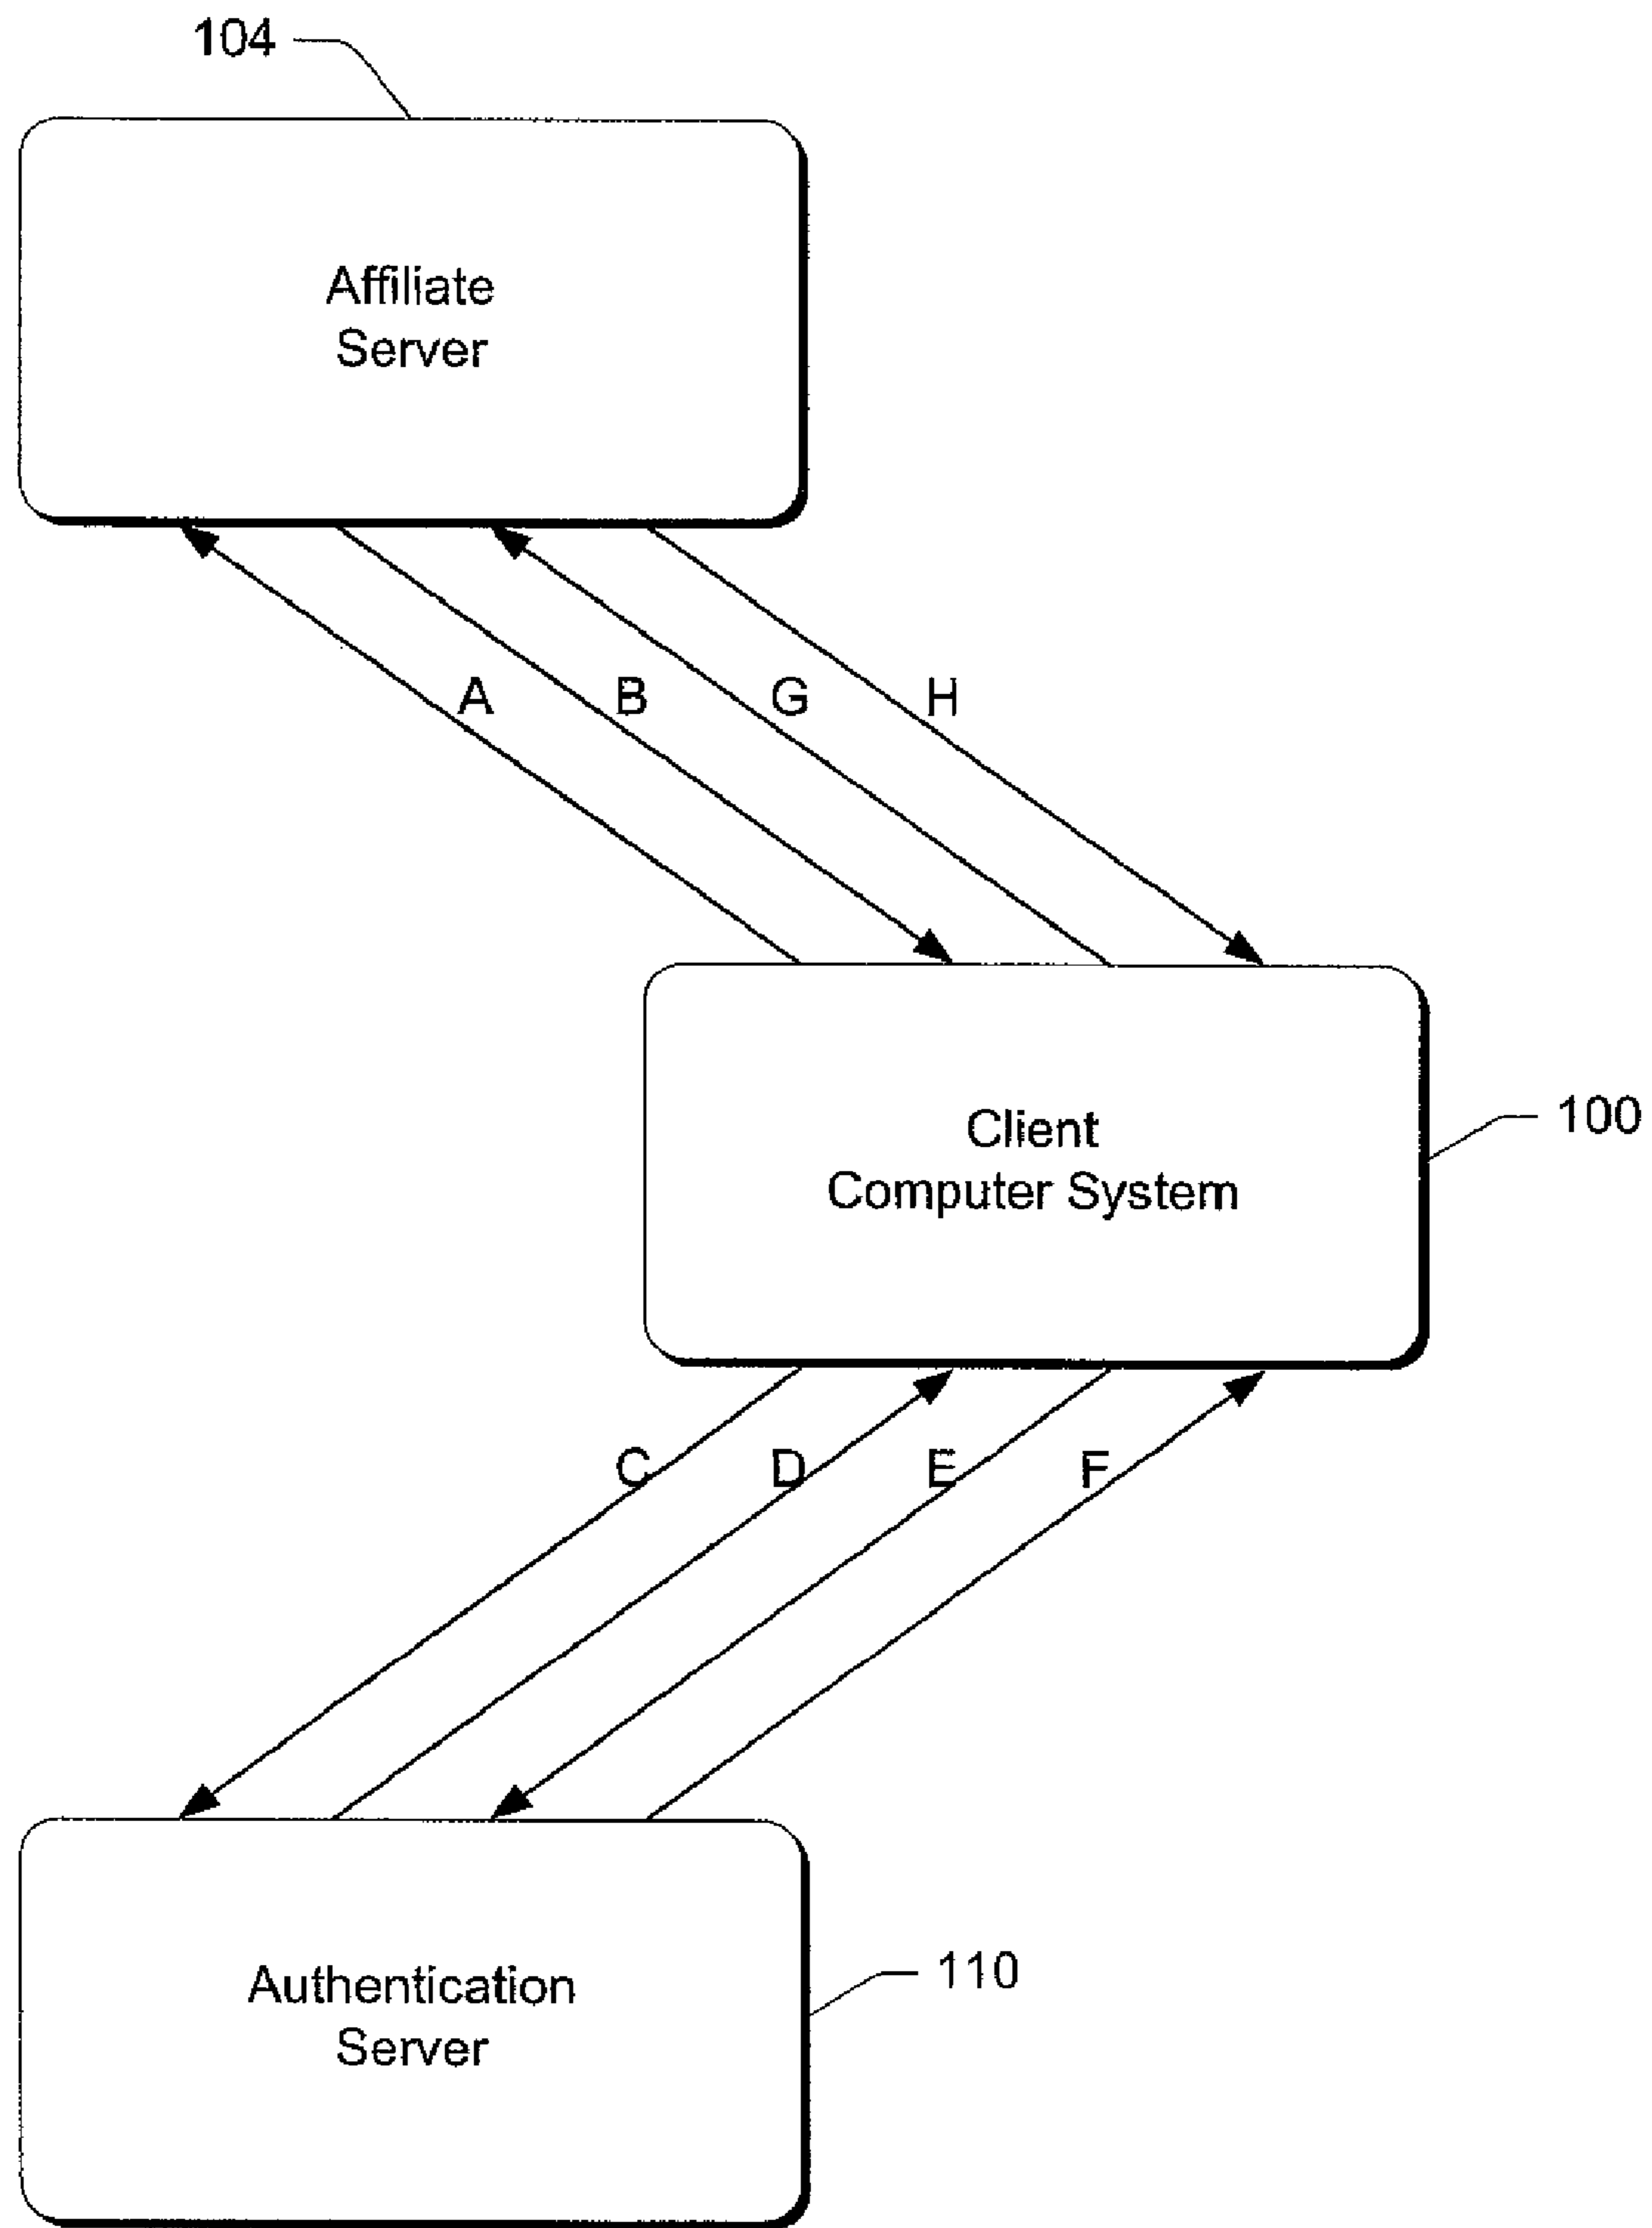 104
Affiliate
Server
A
B
G
H
Client
Computer System
100
C
D
E
F
Authentication
Server
110